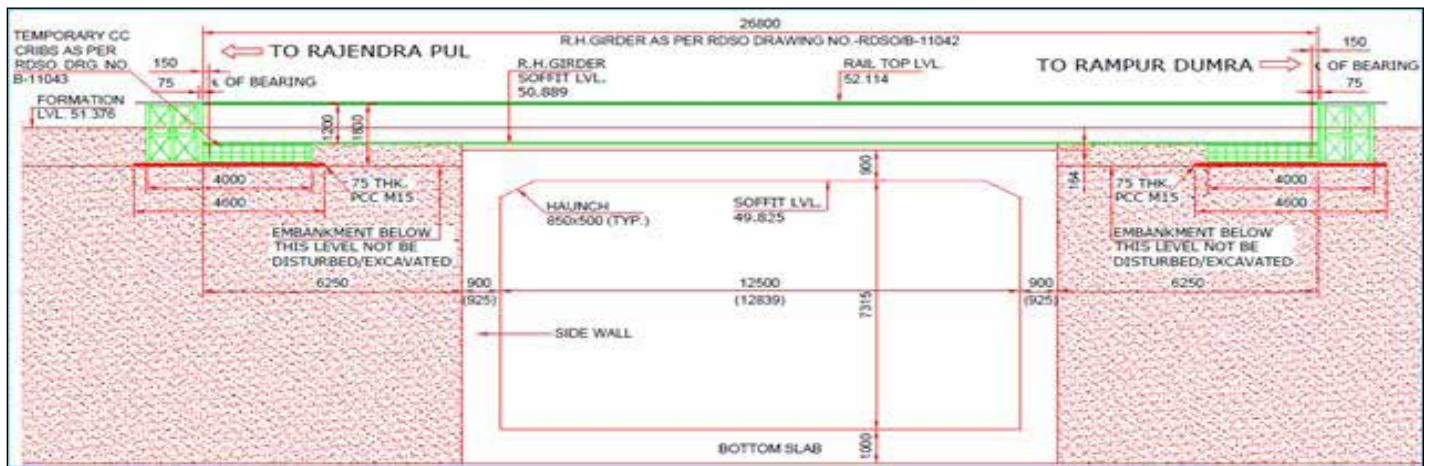 26800
R.H.GIRDER AS PER RDSO DRAWING NO.-RDSO/B-11042
TEMPORARY CC
CRIBS AS PER
RDSO. DRG. NO.
B-11043
TO RAJENDRA PUL
150
75
OF BEARING
R.H.GIRDER
SOFFIT LVL.
50.889
RAIL TOP LVL.
52.114
TO RAMPUR DUMRA
150
OF BEARING
75
FORMATION
LVL. 51.376
1200
1800
900
164
4000
4600
75 THK.
PCC M15
HAUNCH
850x500 (TYP.)
SOFFIT LVL.
49.825
75 THK.
PCC M15
4000
4600
EMBANKMENT BELOW
THIS LEVEL NOT BE
DISTURBED/EXCAVATED
EMBANKMENT BELOW
THIS LEVEL NOT BE
DISTURBED/EXCAVATED
6250
900
(925)
12500
(12839)
7315
900
(925)
6250
SIDE WALL
BOTTOM SLAB
1000